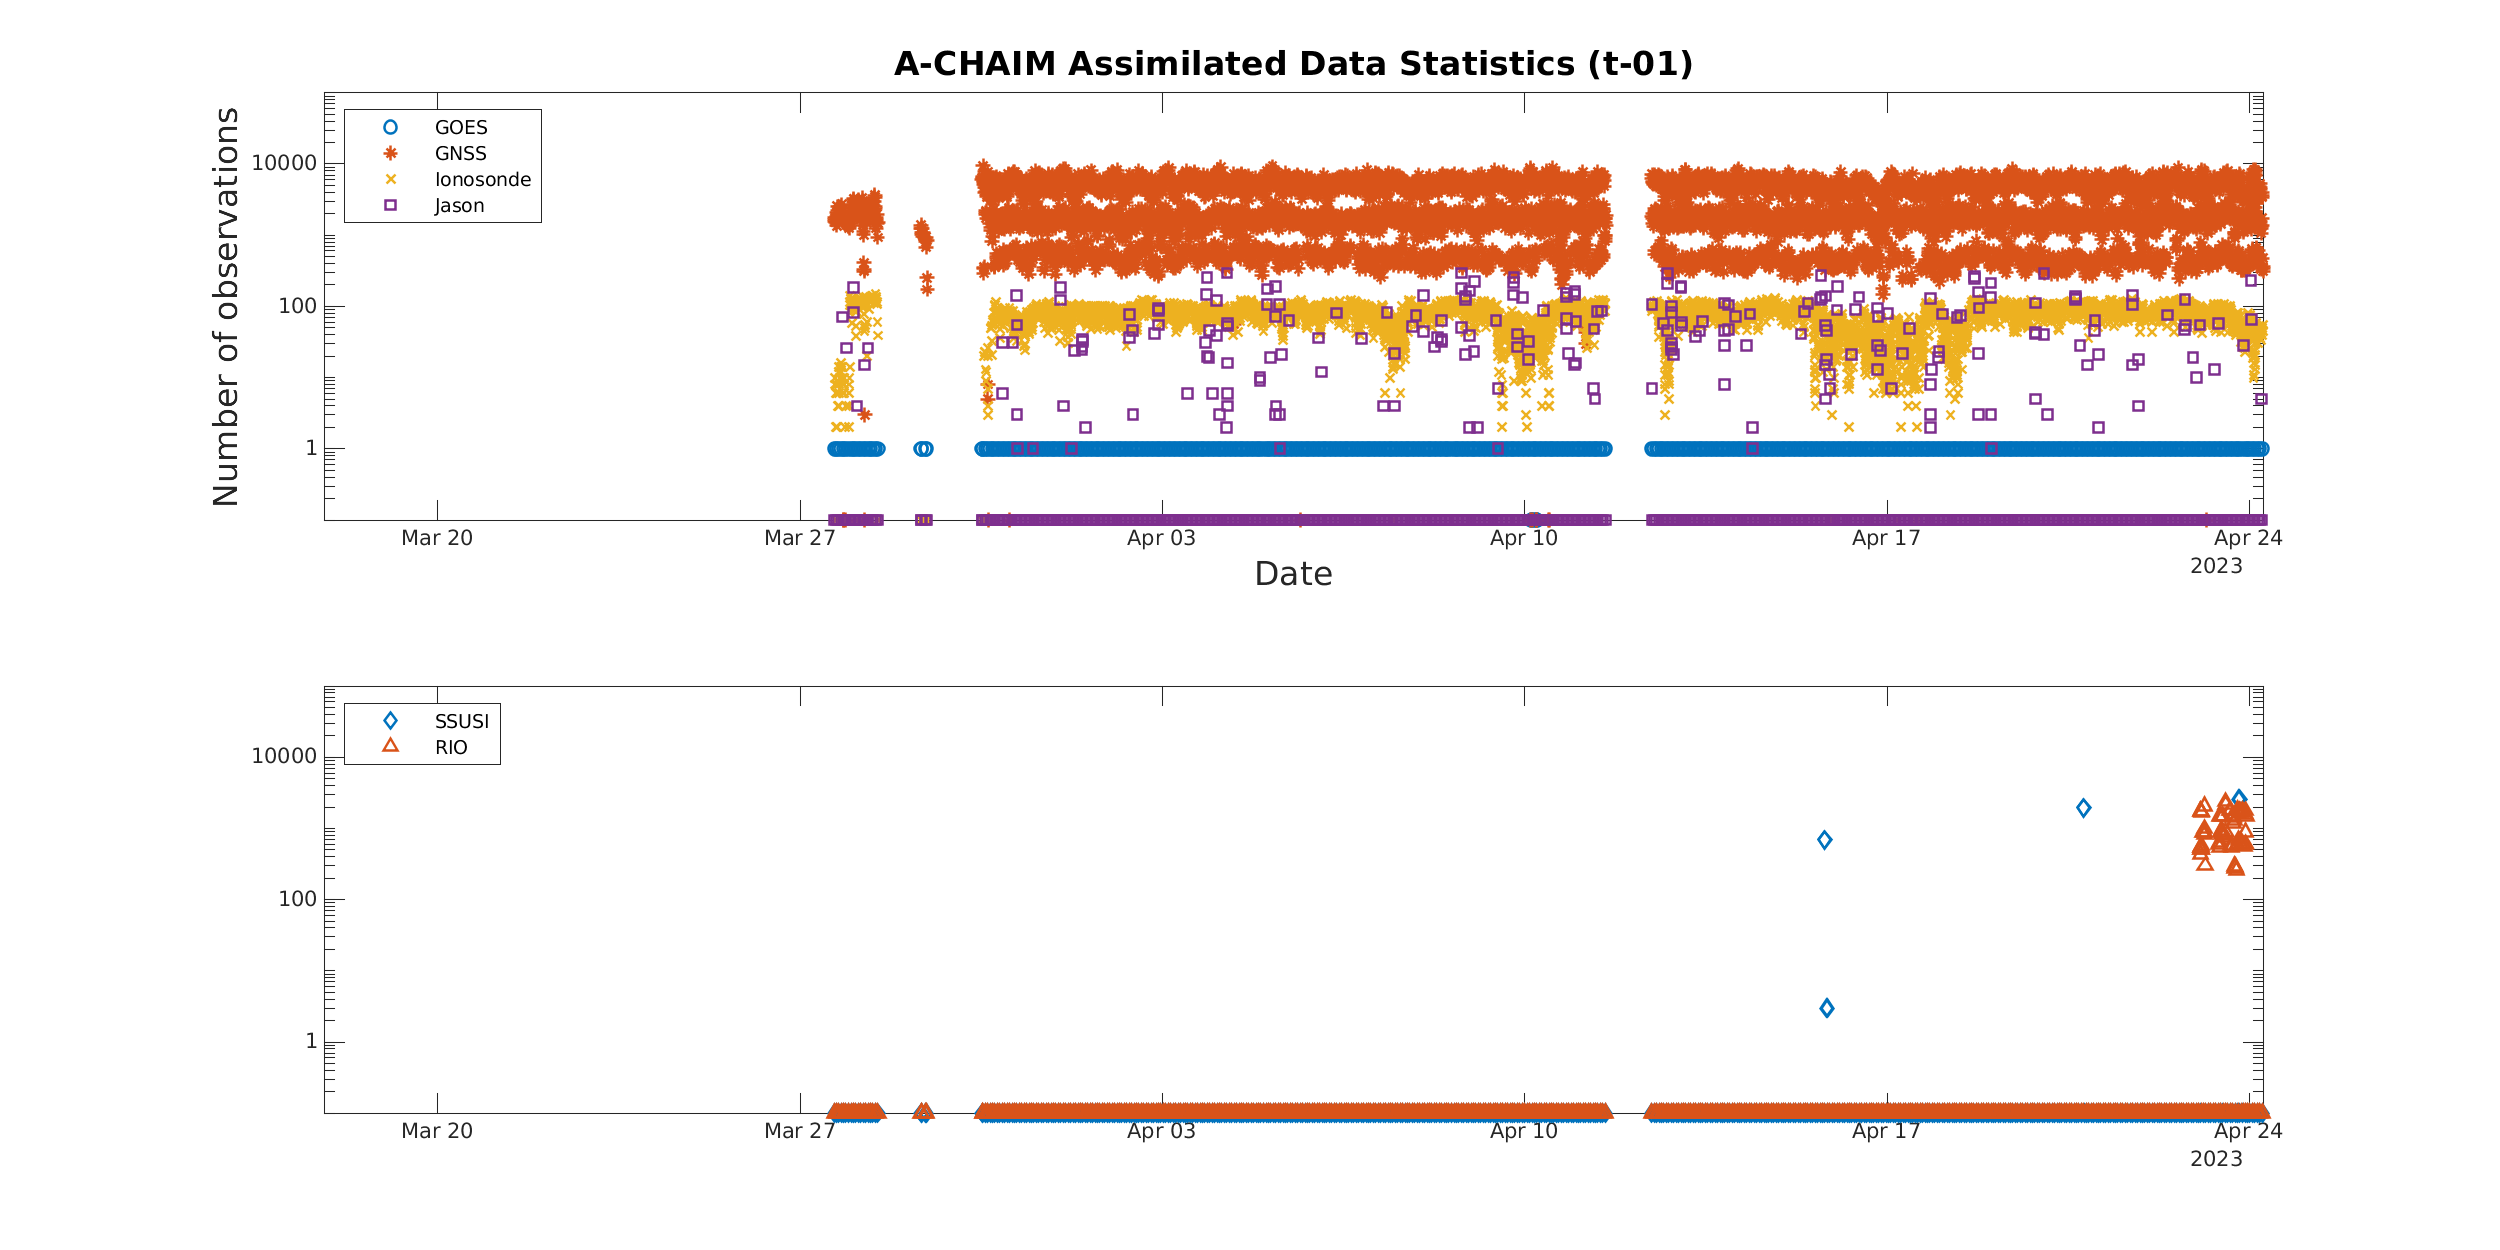 A-CHAIM Assimilated Data Statistics (t-01)
Number of observations
GOES
GNSS
Ionosonde
Jason
10000
100
1
Mar 20 Mar 27 Apr 03 Apr 10 Apr 17 Apr 24
2023
Date
SSUSI
RIO
10000
100
1
Mar 20 Mar 27 Apr 03 Apr 10 Apr 17 Apr 24
2023